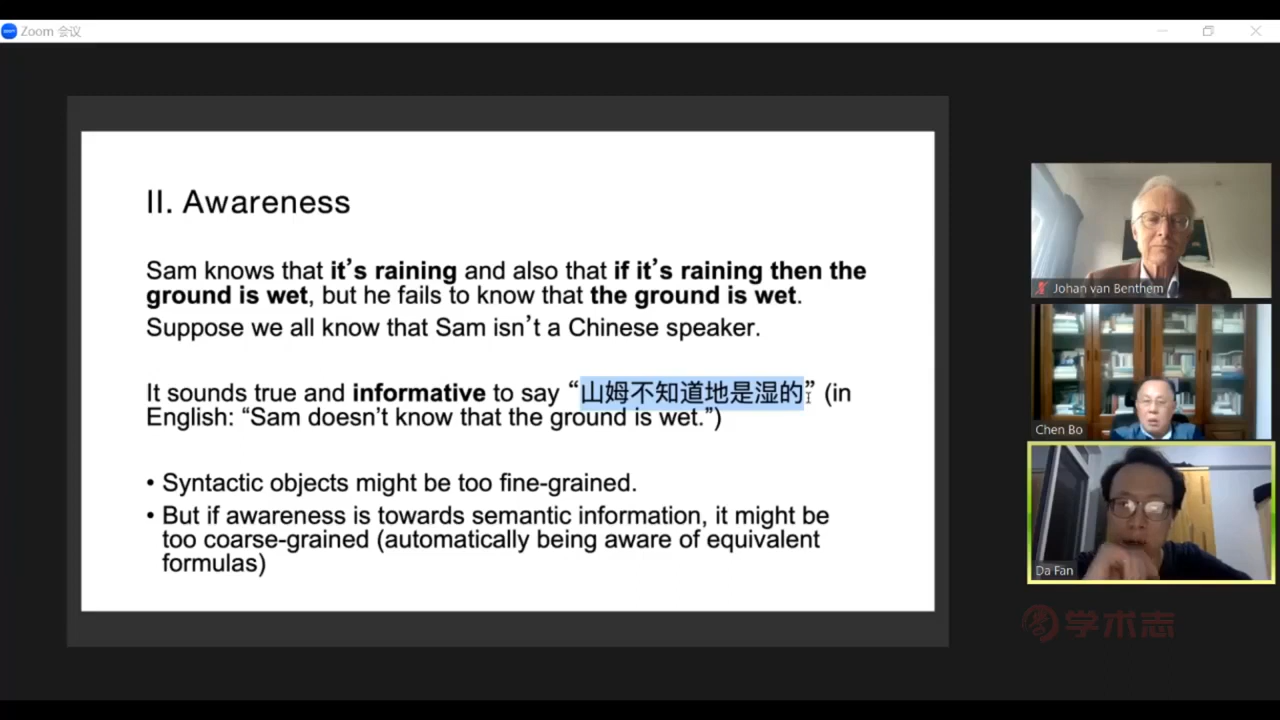 Zoom 会议
II. Awareness
Sam knows that it's raining and also that if it's raining then the
ground is wet, but he fails to know that the ground is wet.
Suppose we all know that Sam isn't a Chinese speaker.
It sounds true and informative to say “山姆不知道地是湿的” (in
English: “Sam doesn't know that the ground is wet.”)
• Syntactic objects might be too fine-grained.
• But if awareness is towards semantic information, it might be
too coarse-grained (automatically being aware of equivalent
formulas)
Johan van Benthem
Chen Bo
Da Fan
学术志